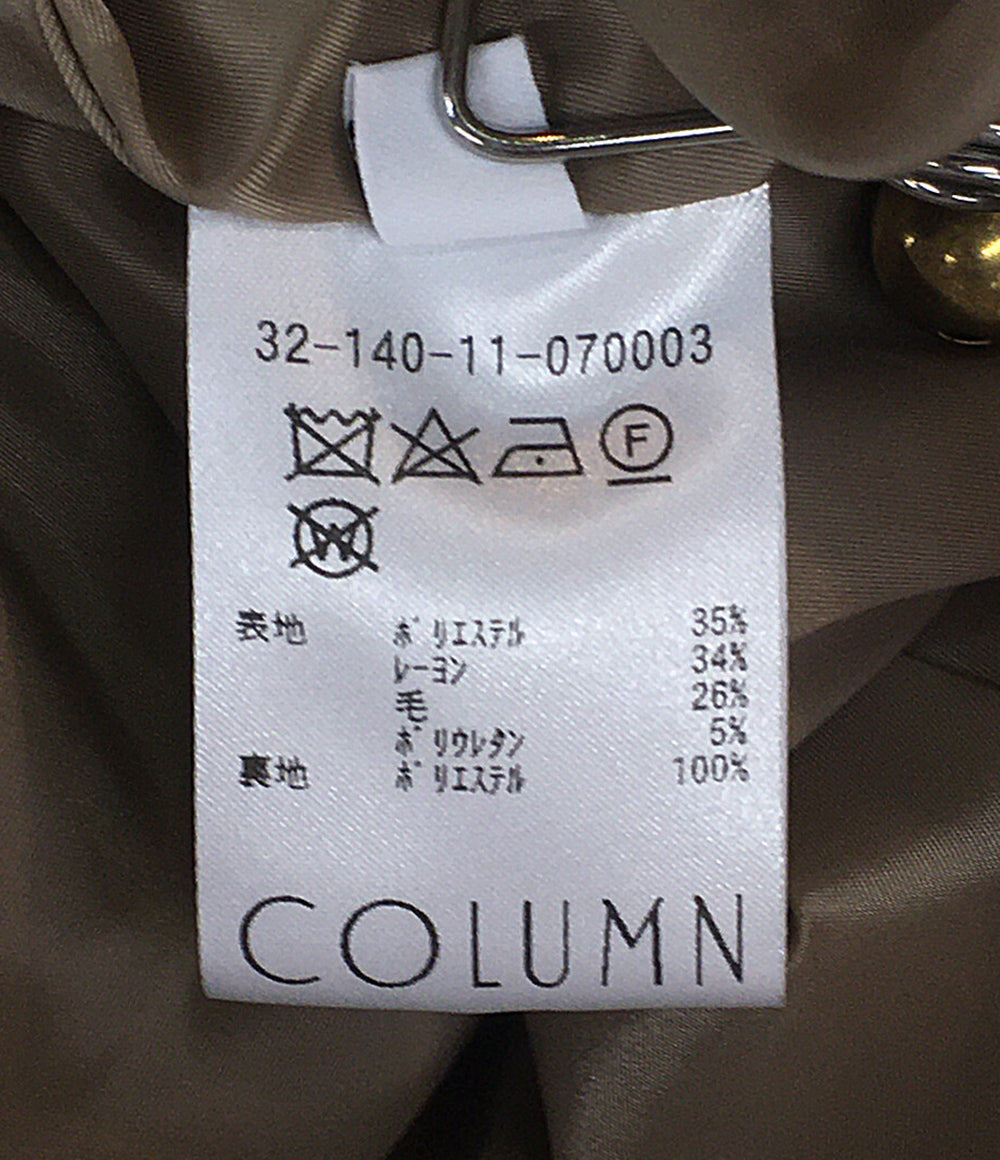 32-140-11-070003
F
W
表地 ポリエステル 35%
レーヨン 34%
毛 26%
ポリウレタン 5%
裏地 ポリエステル 100%
COLUMN